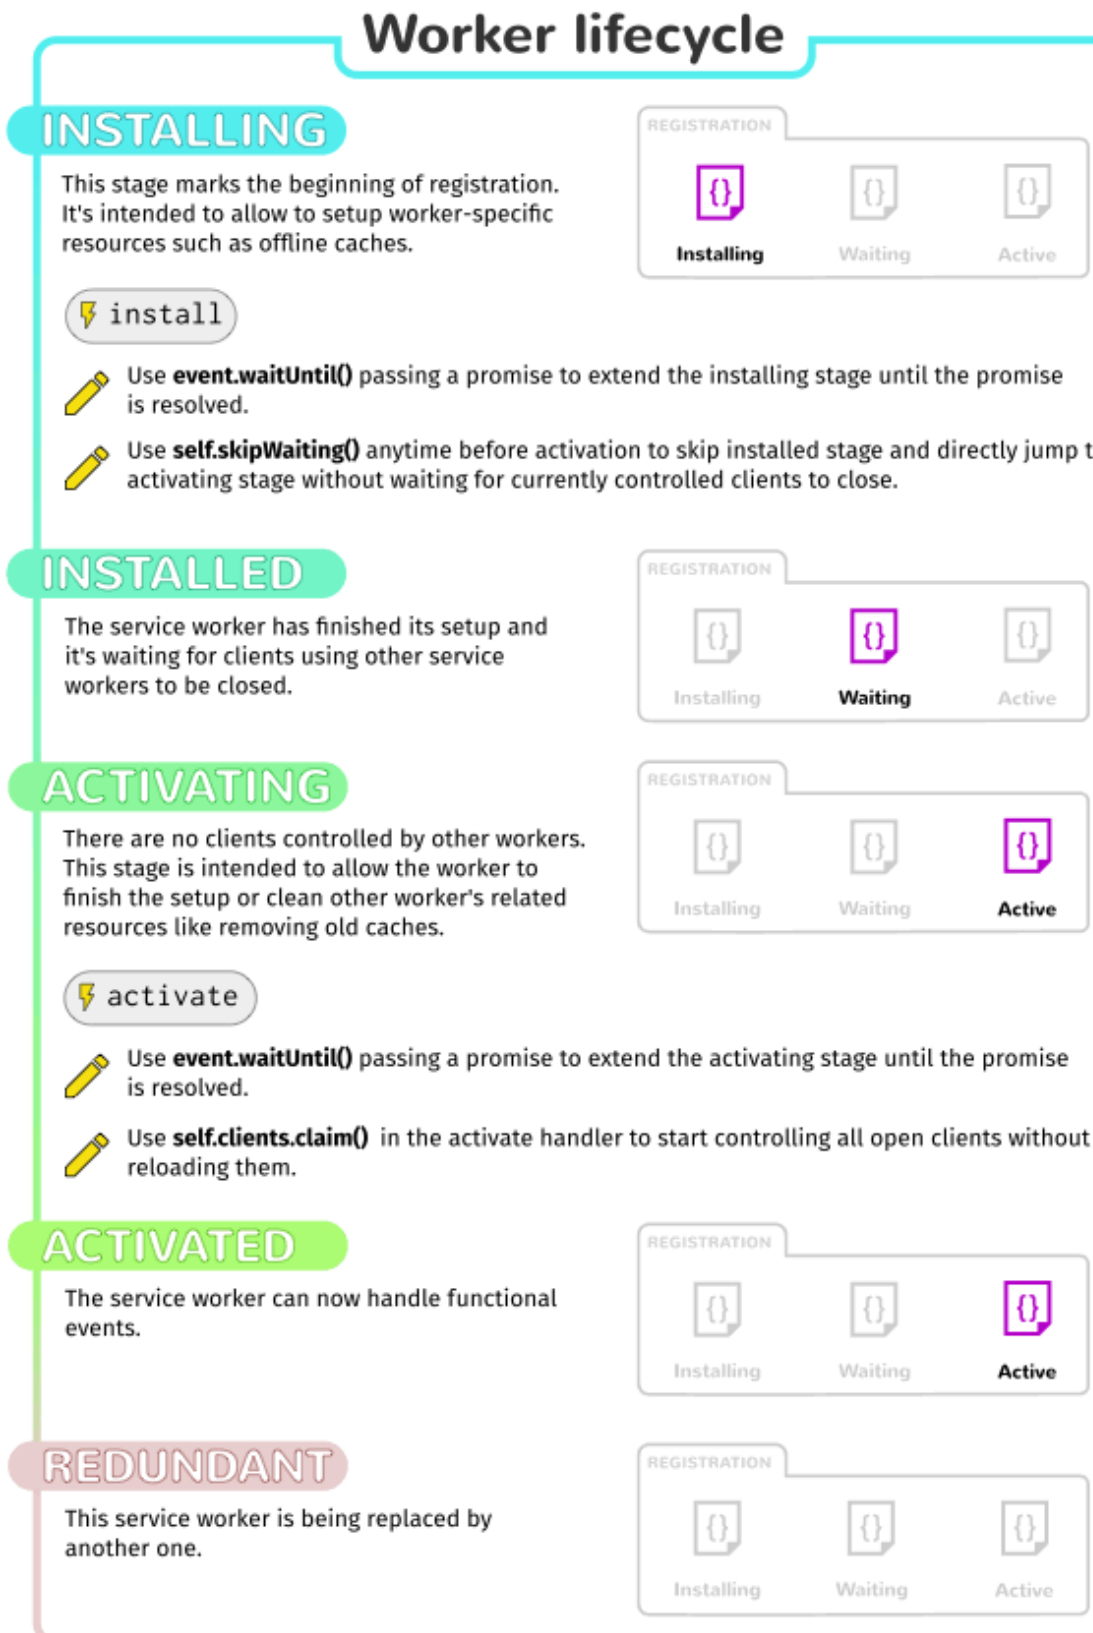 Worker lifecycle
INSTALLING
This stage marks the beginning of registration.
It's intended to allow to setup worker-specific
resources such as offline caches.
REGISTRATION
{} {} {}
Installing Waiting Active
install
Use event.waitUntil() passing a promise to extend the installing stage until the promise
is resolved.
Use self.skipWaiting() anytime before activation to skip installed stage and directly jump t
activating stage without waiting for currently controlled clients to close.
INSTALLED
The service worker has finished its setup and
it's waiting for clients using other service
workers to be closed.
REGISTRATION
{} {} {}
Installing Waiting Active
ACTIVATING
There are no clients controlled by other workers.
This stage is intended to allow the worker to
finish the setup or clean other worker's related
resources like removing old caches.
REGISTRATION
{} {} {}
Installing Waiting Active
activate
Use event.waitUntil() passing a promise to extend the activating stage until the promise
is resolved.
Use self.clients.claim() in the activate handler to start controlling all open clients without
reloading them.
ACTIVATED
The service worker can now handle functional
events.
REGISTRATION
{} {} {}
Installing Waiting Active
REDUNDANT
This service worker is being replaced by
another one.
REGISTRATION
{} {} {}
Installing Waiting Active